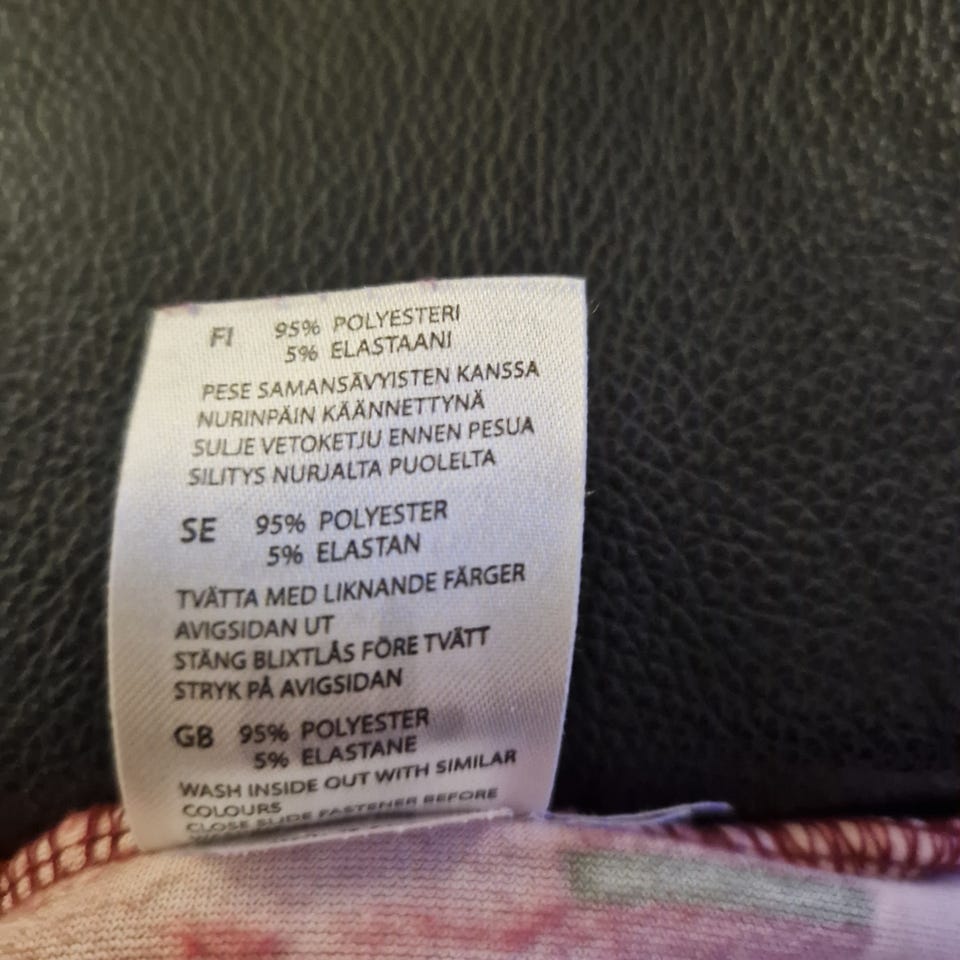 FI 95% POLYESTERI
5% ELASTAANI
PESE SAMANSÄVYISTEN KANSSA
NURINPÄIN KÄÄNNETTYNÄ
SULJE VETOKETJU ENNEN PESUA
SILITYS NURJALTA PUOLELTA
SE 95% POLYESTER
5% ELASTAN
TVÄTTA MED LIKNANDE FÄRGER
AVIGSIDAN UT
STÄNG BLIXTLÅS FÖRE TVÄTT
STRYK PÅ AVIGSIDAN
GB 95% POLYESTER
5% ELASTANE
WASH INSIDE OUT WITH SIMILAR
COLOURS
CLOSE SLIDE FASTENER BEFORE